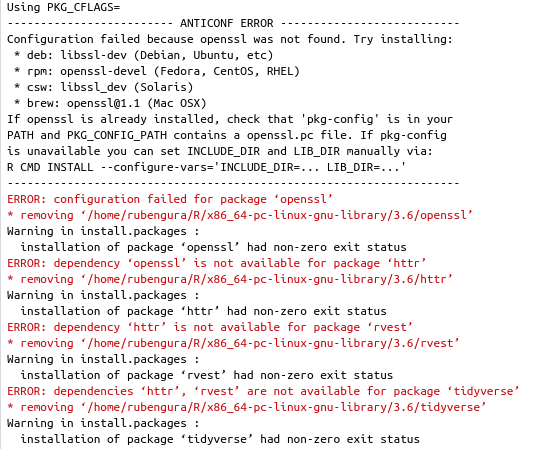 Using PKG_CFLAGS=
------------------------- ANTICONF ERROR ---------------------------
Configuration failed because openssl was not found. Try installing:
 * deb: libssl-dev (Debian, Ubuntu, etc)
 * rpm: openssl-devel (Fedora, CentOS, RHEL)
 * csw: libssl_dev (Solaris)
 * brew: openssl@1.1 (Mac OSX)
If openssl is already installed, check that 'pkg-config' is in your
PATH and PKG_CONFIG_PATH contains a openssl.pc file. If pkg-config
is unavailable you can set INCLUDE_DIR and LIB_DIR manually via:
R CMD INSTALL --configure-vars='INCLUDE_DIR=... LIB_DIR=...'
--------------------------------------------------------------------
ERROR: configuration failed for package ‘openssl’
* removing ‘/home/rubengura/R/x86_64-pc-linux-gnu-library/3.6/openssl’
Warning in install.packages :
  installation of package ‘openssl’ had non-zero exit status
ERROR: dependency ‘openssl’ is not available for package ‘httr’
* removing ‘/home/rubengura/R/x86_64-pc-linux-gnu-library/3.6/httr’
Warning in install.packages :
  installation of package ‘httr’ had non-zero exit status
ERROR: dependency ‘httr’ is not available for package ‘rvest’
* removing ‘/home/rubengura/R/x86_64-pc-linux-gnu-library/3.6/rvest’
Warning in install.packages :
  installation of package ‘rvest’ had non-zero exit status
ERROR: dependencies ‘httr’, ‘rvest’ are not available for package ‘tidyverse’
* removing ‘/home/rubengura/R/x86_64-pc-linux-gnu-library/3.6/tidyverse’
Warning in install.packages :
  installation of package ‘tidyverse’ had non-zero exit status